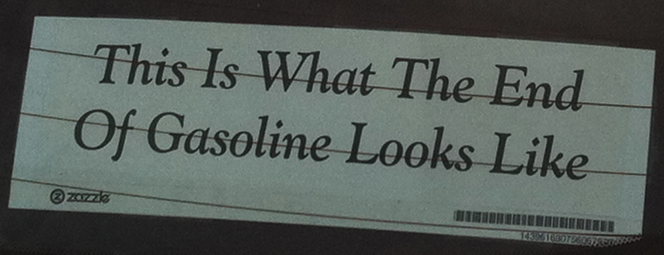 This Is What The End
Of Gasoline Looks Like
zazzle